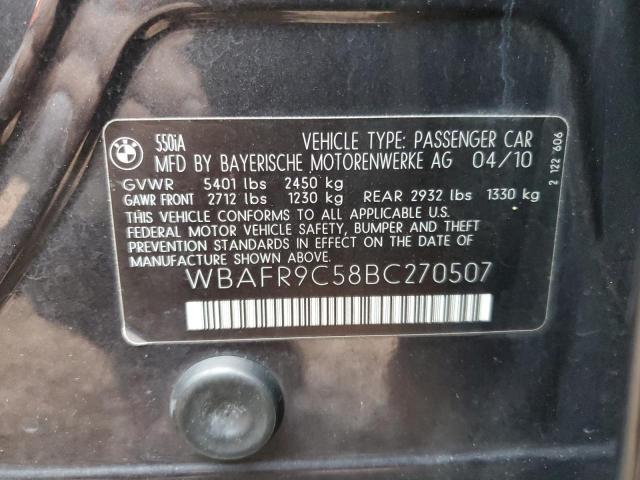 550iA VEHICLE TYPE: PASSENGER CAR
MFD BY BAYERISCHE MOTORENWERKE AG 04/10
GVWR 5401 lbs 2450 kg
GAWR FRONT 2712 lbs 1230 kg REAR 2932 lbs 1330 kg
THIS VEHICLE CONFORMS TO ALL APPLICABLE U.S.
FEDERAL MOTOR VEHICLE SAFETY, BUMPER AND THEFT
PREVENTION STANDARDS IN EFFECT ON THE DATE OF
MANUFACTURE SHOWN ABOVE.
WBAFR9C58BC270507
2 122 606